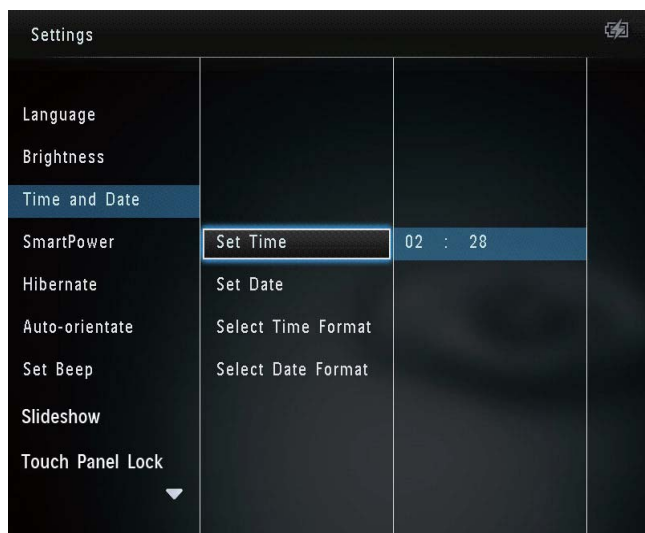 Settings
Language
Brightness
Time and Date
SmartPower
Hibernate
Auto-orientate
Set Beep
Slideshow
Touch Panel Lock
Set Time
Set Date
Select Time Format
Select Date Format
02 : 28